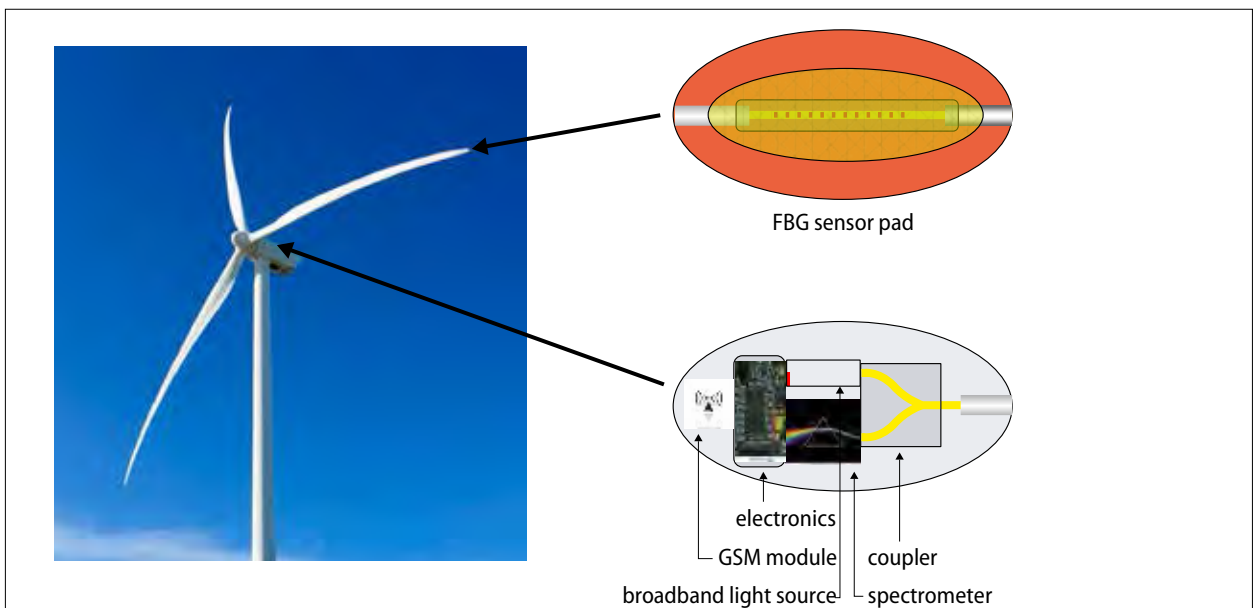 FBG sensor pad
electronics
GSM module
coupler
broadband light source
spectrometer